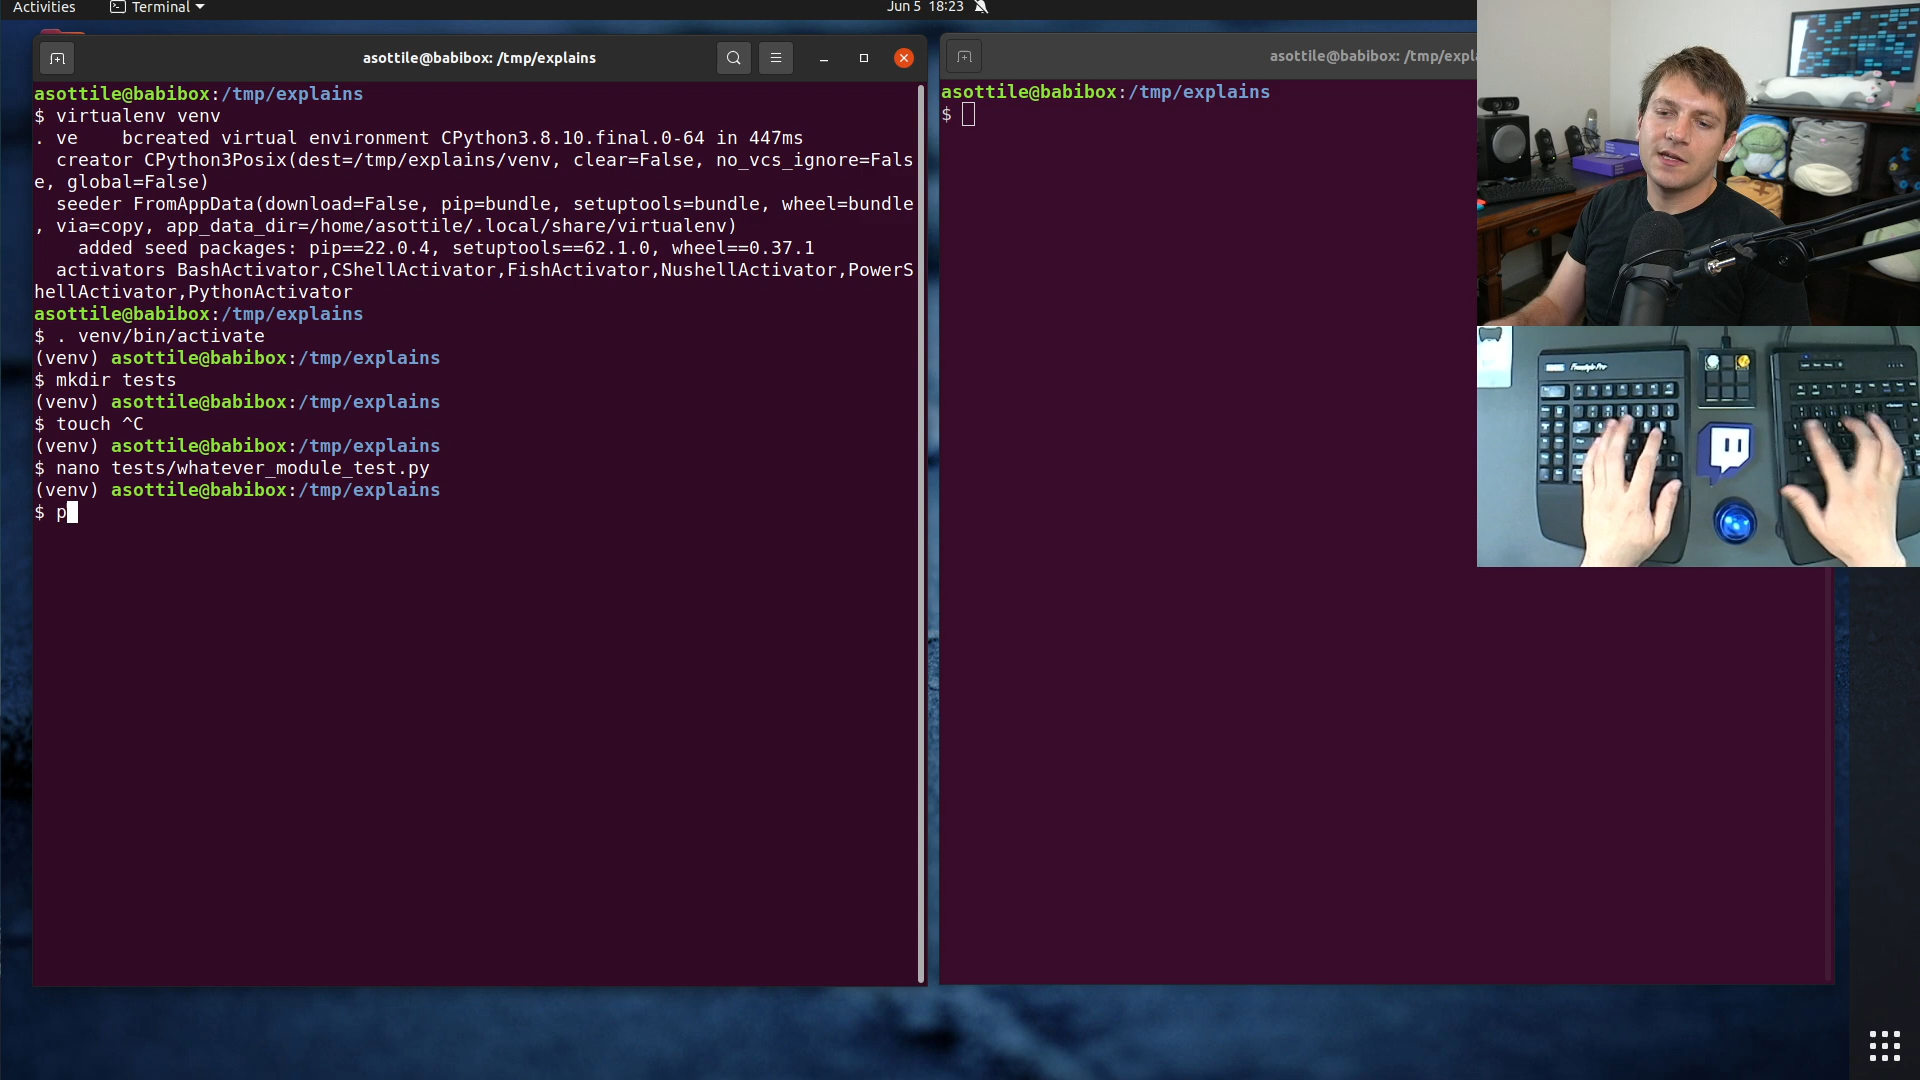 Activities
Terminal
Jun 5 18:23
asottile@babibox: /tmp/explains
asottile@babibox:/tmp/explains
$ virtualenv venv
. ve    bcreated virtual environment CPython3.8.10.final.0-64 in 447ms
  creator CPython3Posix(dest=/tmp/explains/venv, clear=False, no_vcs_ignore=Fals
e, global=False)
  seeder FromAppData(download=False, pip=bundle, setuptools=bundle, wheel=bundle
, via=copy, app_data_dir=/home/asottile/.local/share/virtualenv)
    added seed packages: pip==22.0.4, setuptools==62.1.0, wheel==0.37.1
  activators BashActivator,CShellActivator,FishActivator,NushellActivator,PowerS
hellActivator,PythonActivator
asottile@babibox:/tmp/explains
$ . venv/bin/activate
(venv) asottile@babibox:/tmp/explains
$ mkdir tests
(venv) asottile@babibox:/tmp/explains
$ touch ^C
(venv) asottile@babibox:/tmp/explains
$ nano tests/whatever_module_test.py
(venv) asottile@babibox:/tmp/explains
$ p
asottile@babibox: /tmp/expla
asottile@babibox:/tmp/explains
$
Freestyle Pro